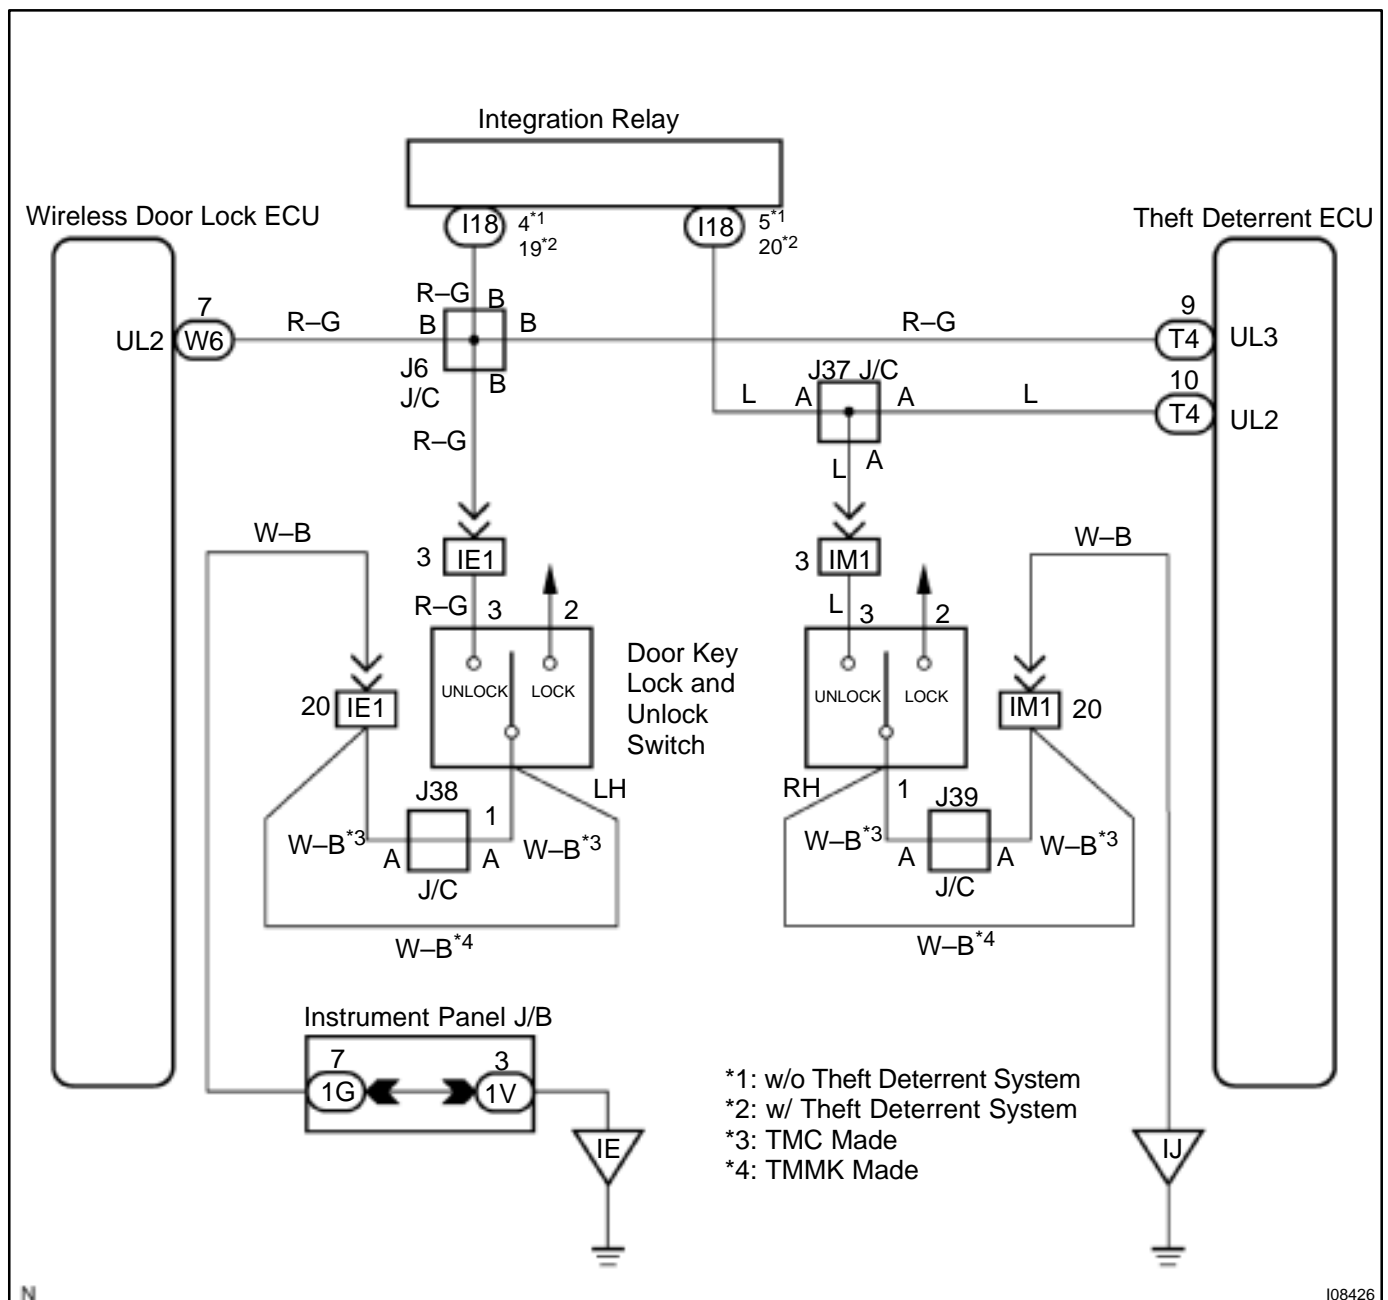 Integration Relay
Wireless Door Lock ECU
Theft Deterrent ECU
I18
4*1
19*2
I18
5*1
20*2
R–G
B
7
UL2
W6
R–G
B
B
R–G
9
T4
UL3
J6
J/C
B
J37 J/C
L
A
A
L
10
T4
UL2
R–G
L
A
W–B
3
IE1
3
IM1
W–B
R–G
3
2
L
3
2
UNLOCK
LOCK
Door Key
Lock and
Unlock
Switch
UNLOCK
LOCK
20
IE1
IM1
20
LH
RH
J38
1
1
J39
W–B*3
A
A
W–B*3
W–B*3
A
A
W–B*3
J/C
J/C
W–B*4
W–B*4
Instrument Panel J/B
7
3
1G
1V
*1: w/o Theft Deterrent System
*2: w/ Theft Deterrent System
*3: TMC Made
*4: TMMK Made
IE
IJ
N
I08426